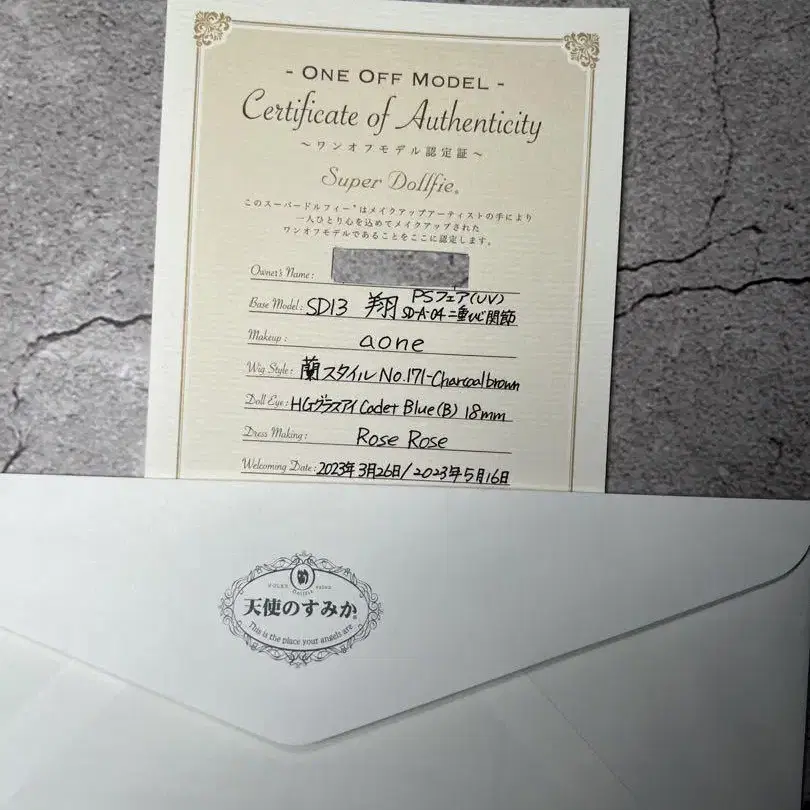 - ONE OFF MODEL -
Certificate of Authenticity
～ワンオフモデル認定証～
Super Dollfie®
このスーパードルフィー®はメイクアップアーティストの手により
一人ひとり心を込めてメイクアップされた
ワンオフモデルであることをここに認定します。
Owner's Name :
Base Model : SD13 翔 PSフェア(UV)
SD-A-04 二重ひじ関節
Makeup : aone
Wig Style : 蘭スタイル No.171-Charcoal brown
Doll Eye : HGグラスアイ Cadet Blue(B) 18mm
Dress Making : Rose Rose
Welcoming Date : 2023年3月26日/2023年5月16日
VOLKS Dollfie
天使のすみか®
This is the place your angels are.